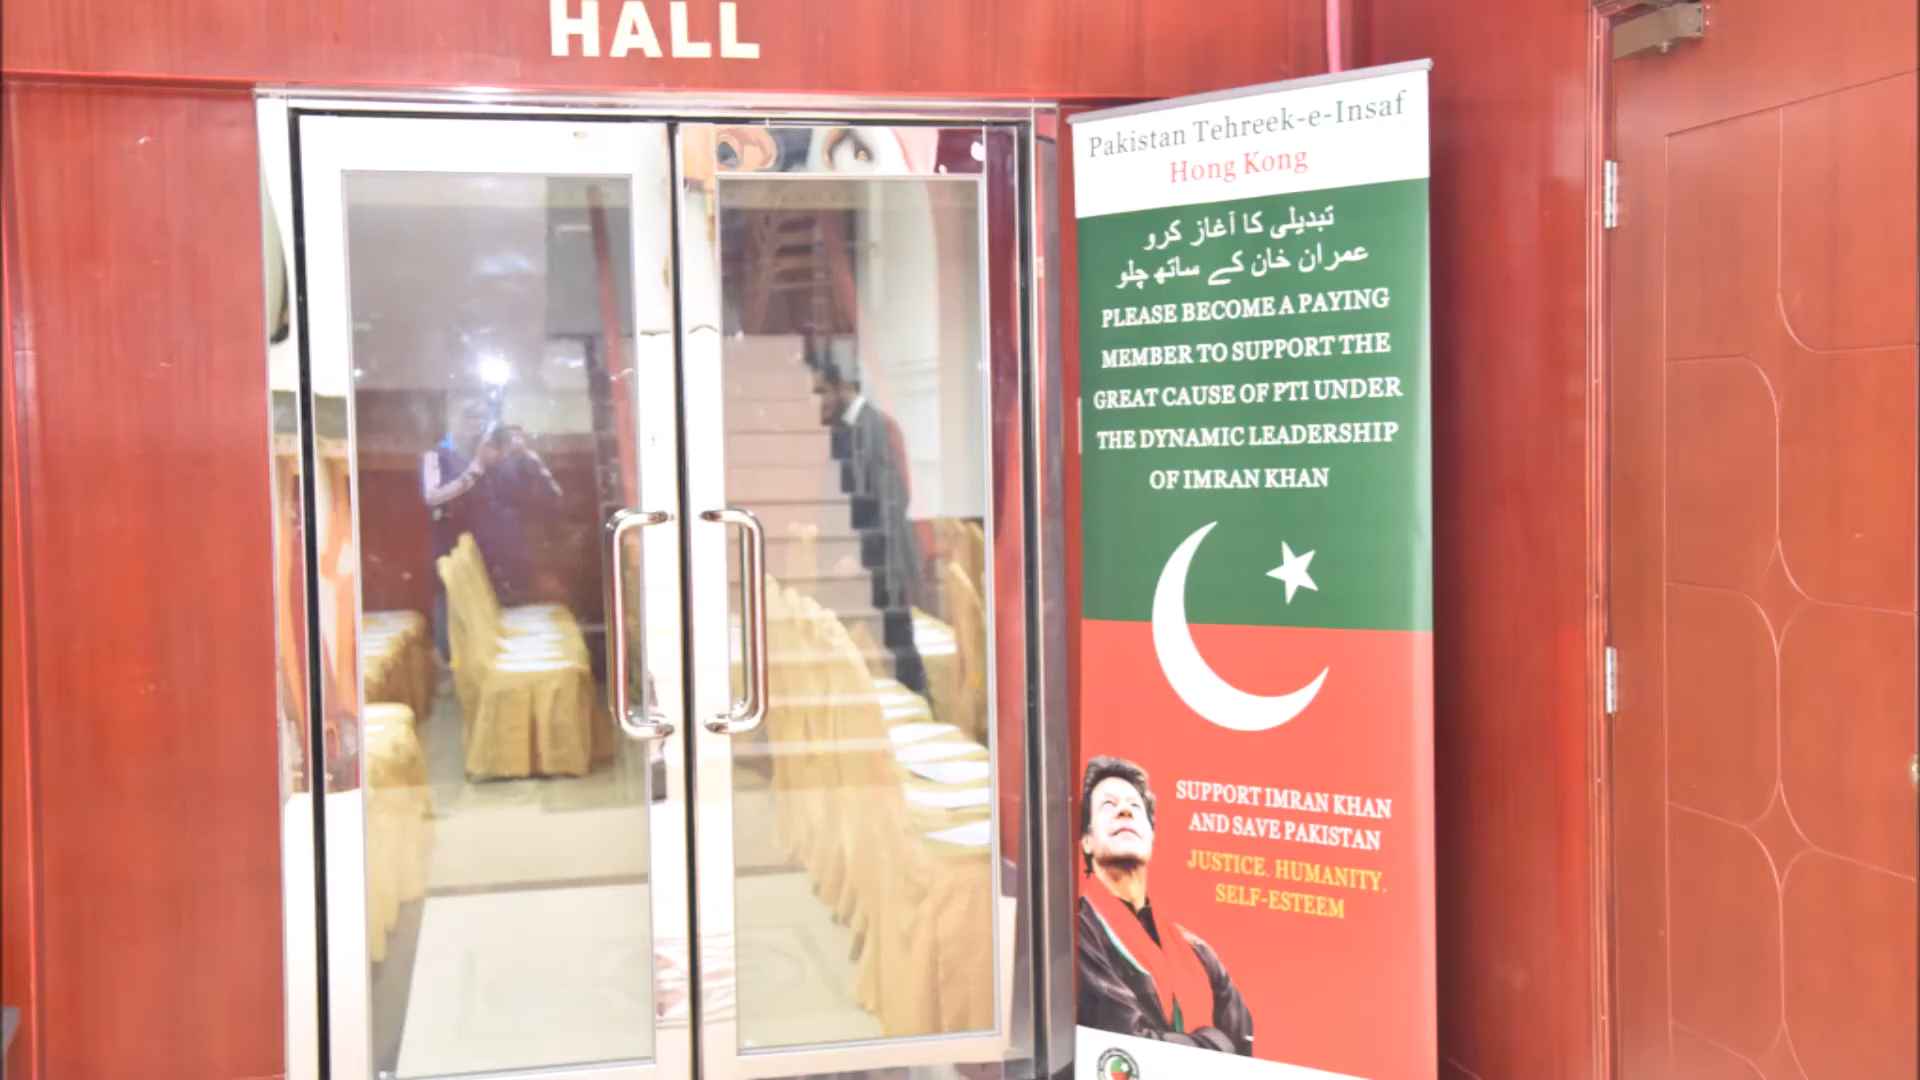 HALL
Pakistan Tehreek-e-Insaf
Hong Kong
تبدیلی کا آغاز کرو
عمران خان کے ساتھ چلو
PLEASE BECOME A PAYING
MEMBER TO SUPPORT THE
GREAT CAUSE OF PTI UNDER
THE DYNAMIC LEADERSHIP
OF IMRAN KHAN
SUPPORT IMRAN KHAN
AND SAVE PAKISTAN
JUSTICE. HUMANITY.
SELF-ESTEEM